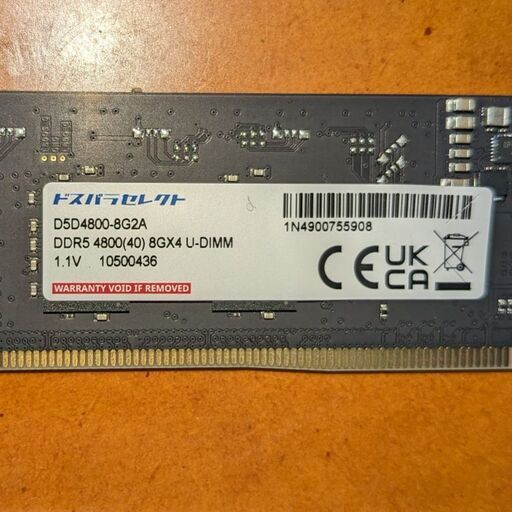 ドスパラセレクト
D5D4800-8G2A
DDR5 4800(40) 8GX4 U-DIMM
1.1V 10500436
WARRANTY VOID IF REMOVED
1N4900755908
CE UK
CA